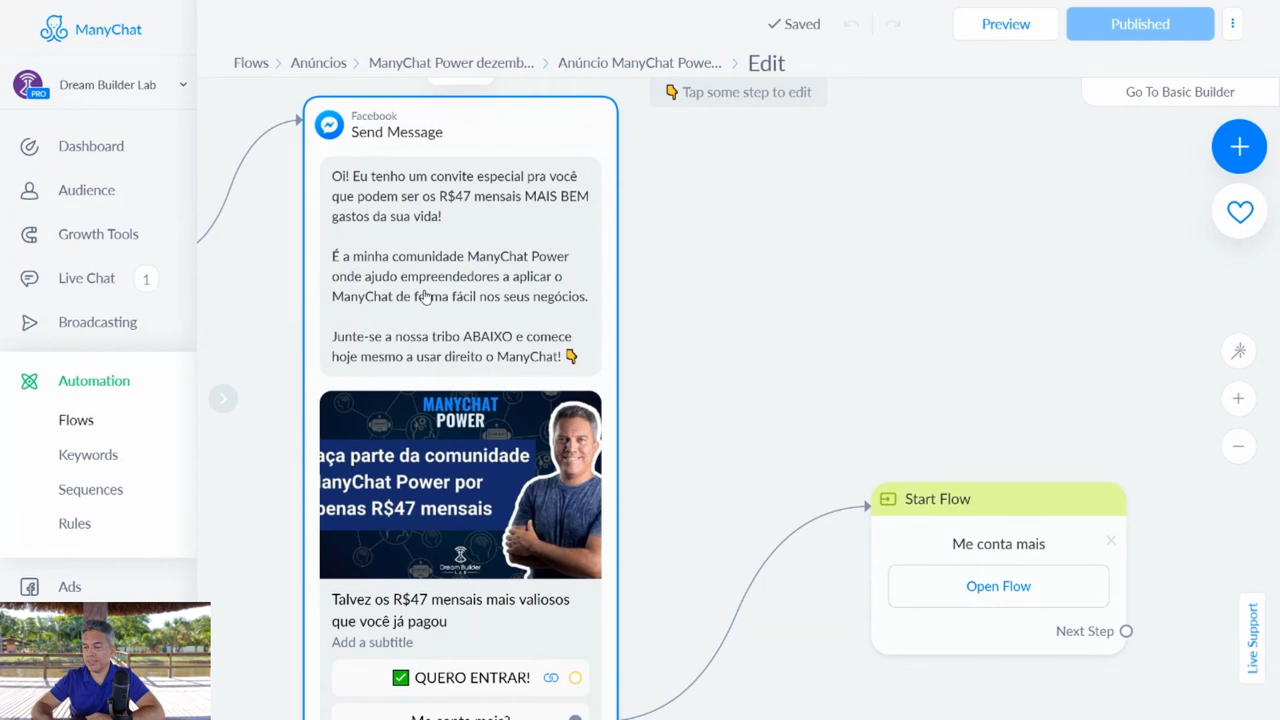 ManyChat
Saved
Preview
Published
Flows
Anúncios
ManyChat Power dezemb...
Anúncio ManyChat Powe...
Edit
PRO
Dream Builder Lab
Tap some step to edit
Go To Basic Builder
Dashboard
Audience
Growth Tools
Live Chat
1
Broadcasting
Automation
Flows
Keywords
Sequences
Rules
Ads
Facebook
Send Message
Oi! Eu tenho um convite especial pra você
que podem ser os R$47 mensais MAIS BEM
gastos da sua vida!
É a minha comunidade ManyChat Power
onde ajudo empreendedores a aplicar o
ManyChat de forma fácil nos seus negócios.
Junte-se a nossa tribo ABAIXO e comece
hoje mesmo a usar direito o ManyChat! 👇
MANYCHAT
POWER
aça parte da comunidade
anyChat Power por
enas R$47 mensais
Dream Builder
LAB
Talvez os R$47 mensais mais valiosos
que você já pagou
Add a subtitle
✅ QUERO ENTRAR!
Me conta mais?
Start Flow
Me conta mais
Open Flow
Next Step
Live Support